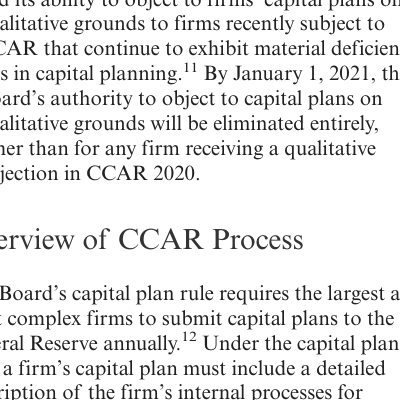 its ability to object to firms' capital plans on
alitative grounds to firms recently subject to
CAR that continue to exhibit material deficien
s in capital planning.11 By January 1, 2021, th
ard's authority to object to capital plans on
alitative grounds will be eliminated entirely,
her than for any firm receiving a qualitative
jection in CCAR 2020.
erview of CCAR Process
Board's capital plan rule requires the largest a
t complex firms to submit capital plans to the
eral Reserve annually.12 Under the capital plan
a firm's capital plan must include a detailed
ription of the firm's internal processes for